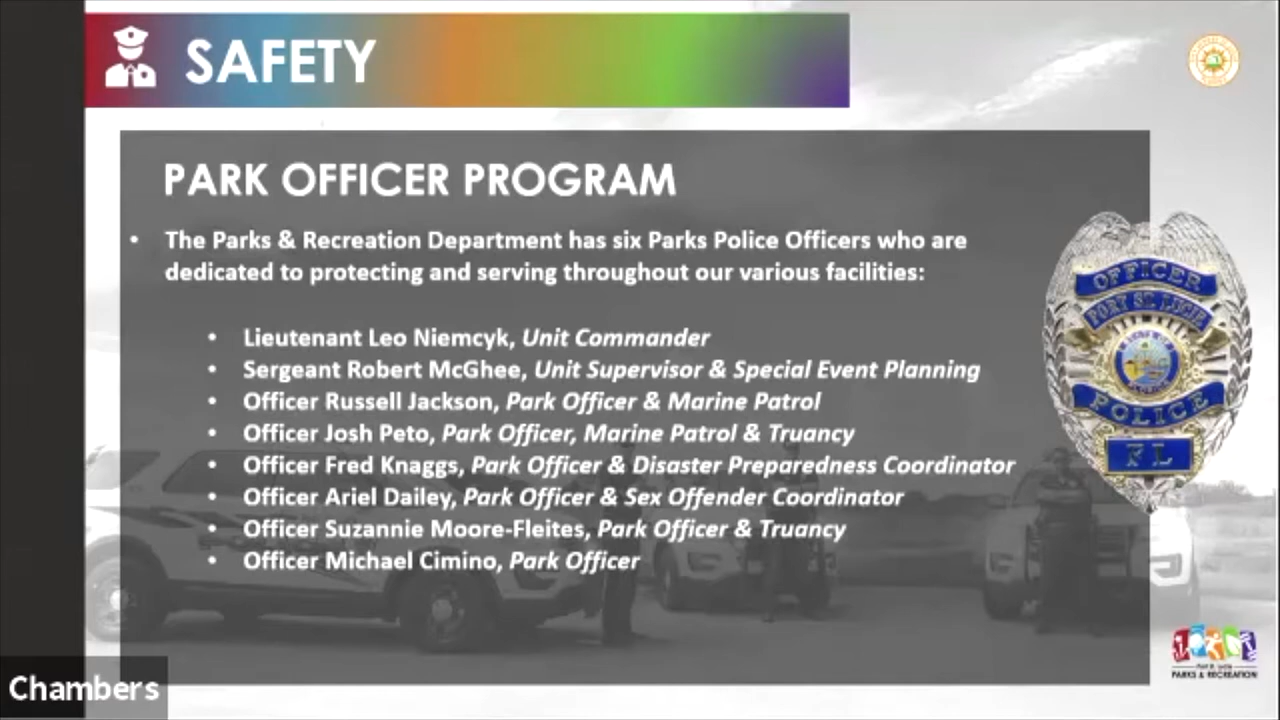 SAFETY
PARK OFFICER PROGRAM
• The Parks & Recreation Department has six Parks Police Officers who are
dedicated to protecting and serving throughout our various facilities:
• Lieutenant Leo Niemcyk, Unit Commander
• Sergeant Robert McGhee, Unit Supervisor & Special Event Planning
• Officer Russell Jackson, Park Officer & Marine Patrol
• Officer Josh Peto, Park Officer, Marine Patrol & Truancy
• Officer Fred Knaggs, Park Officer & Disaster Preparedness Coordinator
• Officer Ariel Dailey, Park Officer & Sex Offender Coordinator
• Officer Suzannie Moore-Fleites, Park Officer & Truancy
• Officer Michael Cimino, Park Officer
OFFICER
PORT ST. LUCIE
POLICE
FL
PARKS & RECREATION
Chambers